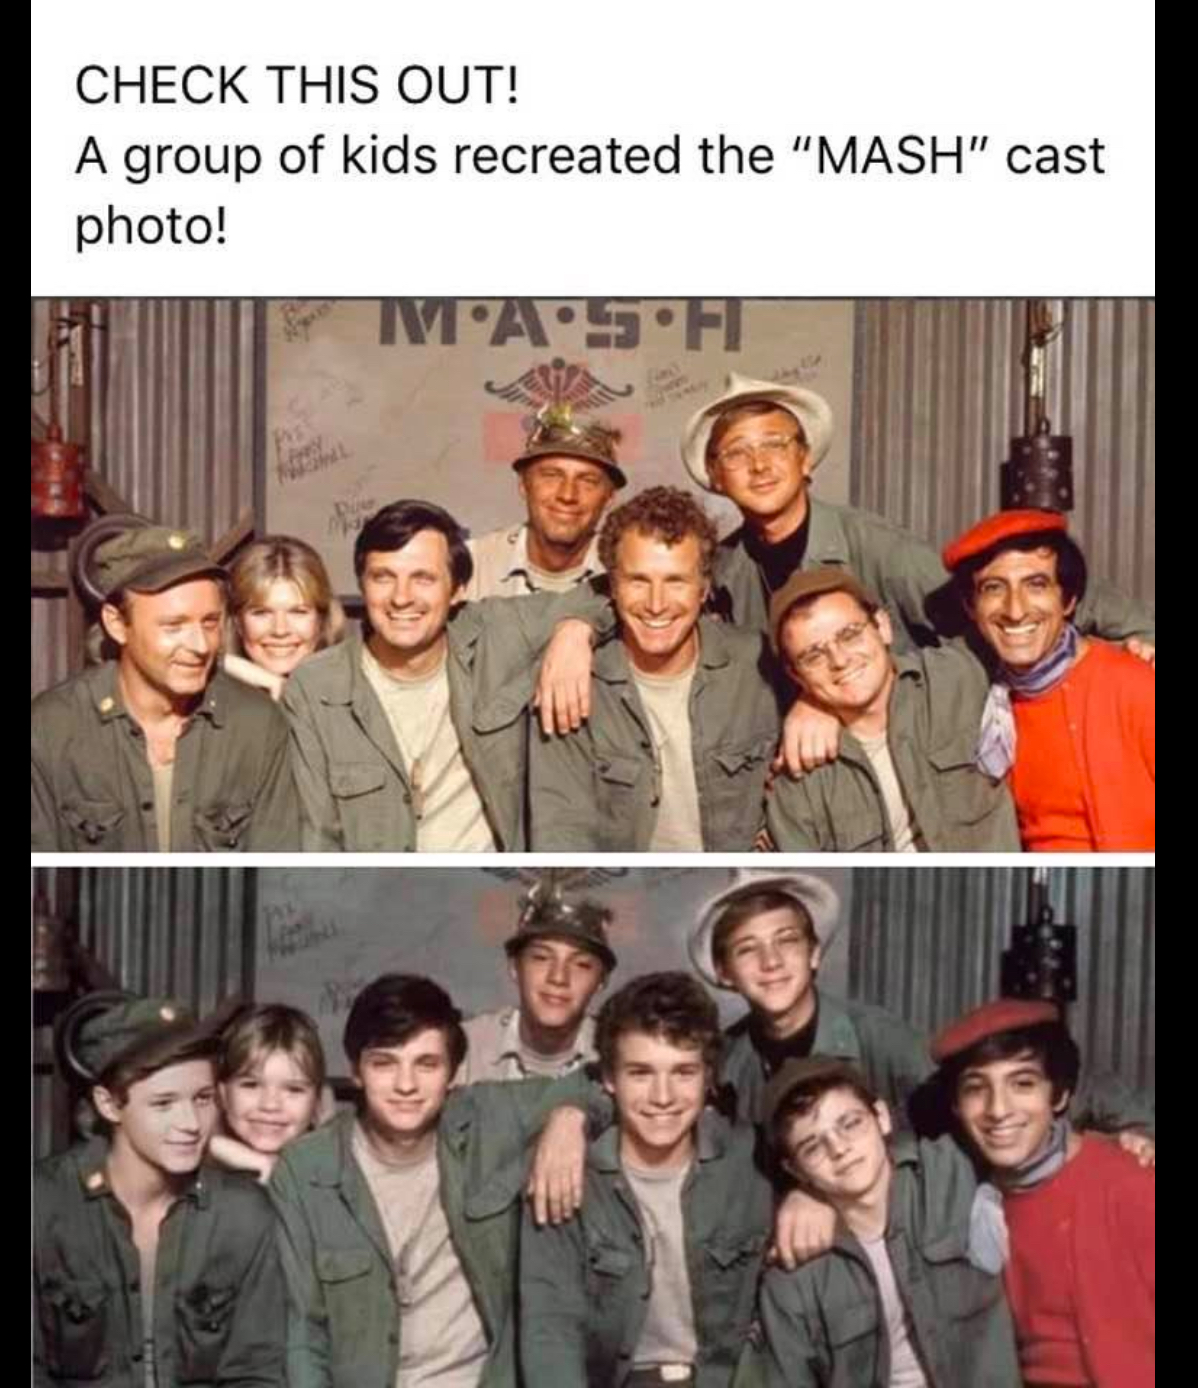 CHECK THIS OUT!
A group of kids recreated the “MASH” cast
photo!
M•A•S•H